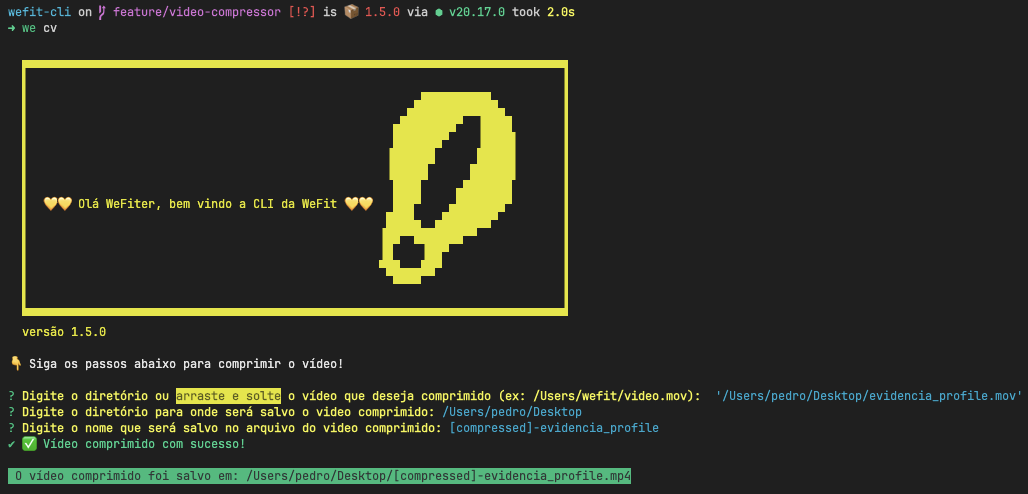 wefit-cli on feature/video-compressor [!?] is 📦 1.5.0 via ⬢ v20.17.0 took 2.0s
➜ we cv
💛💛 Olá WeFiter, bem vindo a CLI da WeFit 💛💛
versão 1.5.0
👇 Siga os passos abaixo para comprimir o vídeo!
? Digite o diretório ou arraste e solte o vídeo que deseja comprimido (ex: /Users/wefit/video.mov): '/Users/pedro/Desktop/evidencia_profile.mov'
? Digite o diretório para onde será salvo o video comprimido: /Users/pedro/Desktop
? Digite o nome que será salvo no arquivo do video comprimido: [compressed]-evidencia_profile
✔ ✅ Vídeo comprimido com sucesso!
O vídeo comprimido foi salvo em: /Users/pedro/Desktop/[compressed]-evidencia_profile.mp4